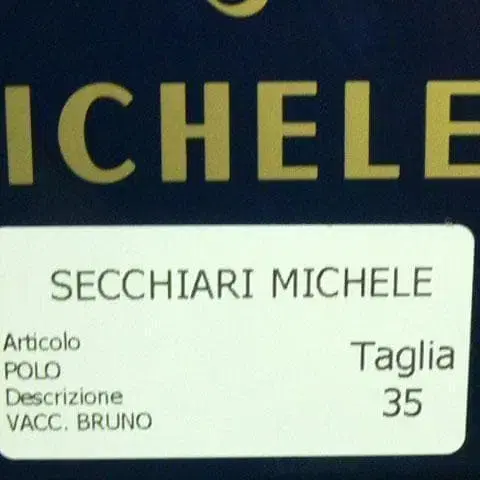 ICHELE
SECCHIARI MICHELE
Articolo
POLO
Descrizione
VACC. BRUNO
Taglia
35